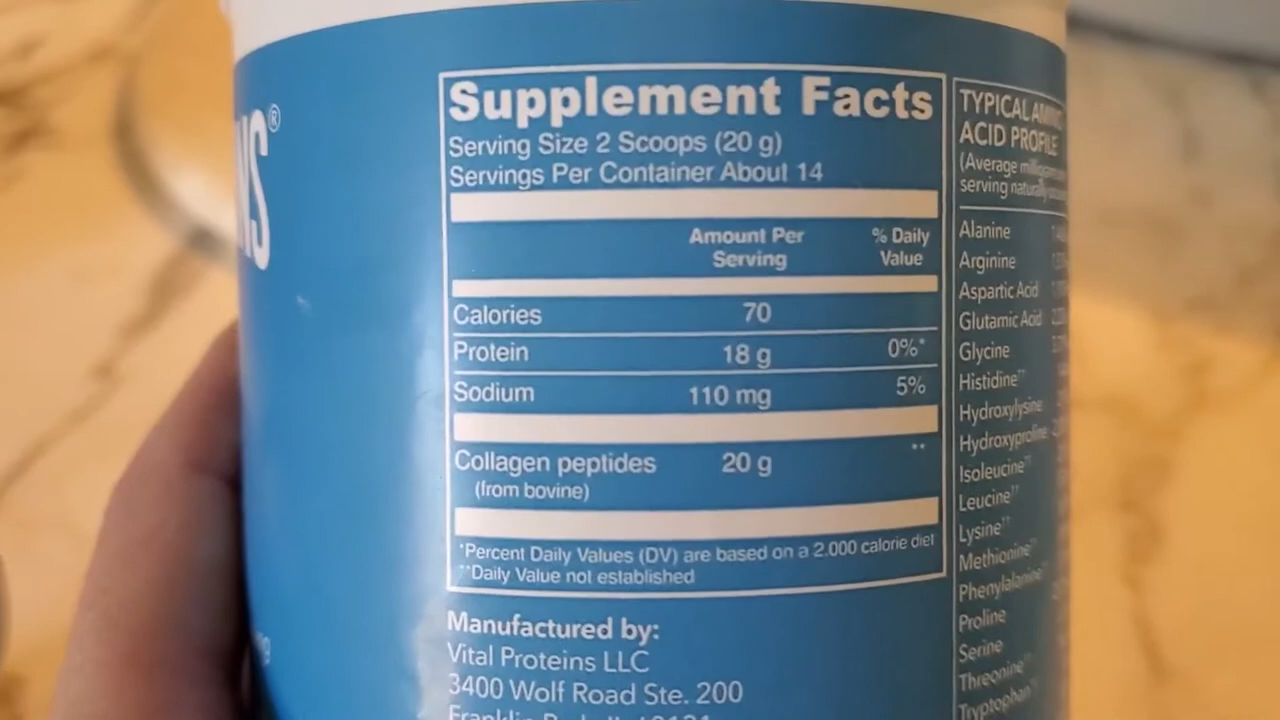 NS®
Supplement Facts
Serving Size 2 Scoops (20 g)
Servings Per Container About 14
Amount Per Serving
% Daily Value
Calories 70
Protein 18 g 0%*
Sodium 110 mg 5%
Collagen peptides 20 g **
(from bovine)
*Percent Daily Values (DV) are based on a 2.000 calorie diet
**Daily Value not established
Manufactured by:
Vital Proteins LLC
3400 Wolf Road Ste. 200
TYPICAL AMINO
ACID PROFILE
(Average
serving naturally
Alanine
Arginine
Aspartic Acid
Glutamic Acid
Glycine
Histidine††
Hydroxylysine
Hydroxyproline
Isoleucine††
Leucine††
Lysine††
Methionine††
Phenylalanine††
Proline
Serine
Threonine††
Tryptophan††